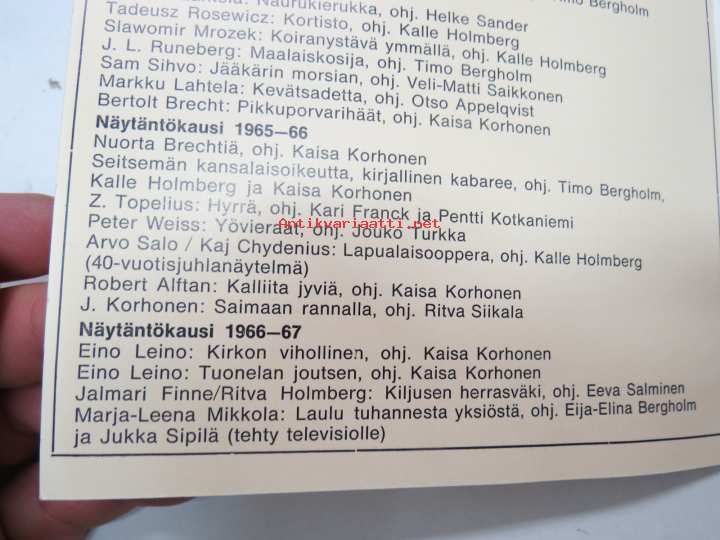 Naurukierukka, ohj. Helke Sander
Timo Bergholm
Tadeusz Rosewicz: Kortisto, ohj. Kalle Holmberg
Slawomir Mrozek: Koiranystävä ymmällä, ohj. Kalle Holmberg
J. L. Runeberg: Maalaiskosija, ohj. Timo Bergholm
Sam Sihvo: Jääkärin morsian, ohj. Veli-Matti Saikkonen
Markku Lahtela: Kevätsadetta, ohj. Otso Appelqvist
Bertolt Brecht: Pikkuporvarihäät, ohj. Kaisa Korhonen
Näytäntökausi 1965—66
Nuorta Brechtiä, ohj. Kaisa Korhonen
Seitsemän kansalaisoikeutta, kirjallinen kabaree, ohj. Timo Bergholm,
Kalle Holmberg ja Kaisa Korhonen
Z. Topelius: Hyrrä, ohj. Kari Franck ja Pentti Kotkaniemi
Peter Weiss: Yövieraat, ohj. Jouko Turkka
Antikvariaatti.net
Arvo Salo / Kaj Chydenius: Lapualaisooppera, ohj. Kalle Holmberg
(40-vuotisjuhlanäytelmä)
Robert Alftan: Kalliita jyviä, ohj. Kaisa Korhonen
J. Korhonen: Saimaan rannalla, ohj. Ritva Siikala
Näytäntökausi 1966—67
Eino Leino: Kirkon vihollinen, ohj. Kaisa Korhonen
Eino Leino: Tuonelan joutsen, ohj. Kaisa Korhonen
Jalmari Finne/Ritva Holmberg: Kiljusen herrasväki, ohj. Eeva Salminen
Marja-Leena Mikkola: Laulu tuhannesta yksiöstä, ohj. Eija-Elina Bergholm
ja Jukka Sipilä (tehty televisiolle)